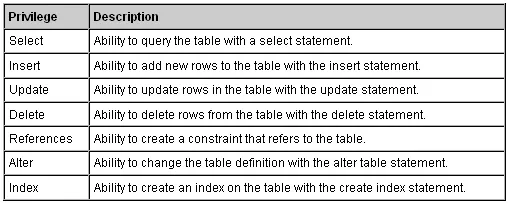 Privilege Description
Select Ability to query the table with a select statement.
Insert Ability to add new rows to the table with the insert statement.
Update Ability to update rows in the table with the update statement.
Delete Ability to delete rows from the table with the delete statement.
References Ability to create a constraint that refers to the table.
Alter Ability to change the table definition with the alter table statement.
Index Ability to create an index on the table with the create index statement.